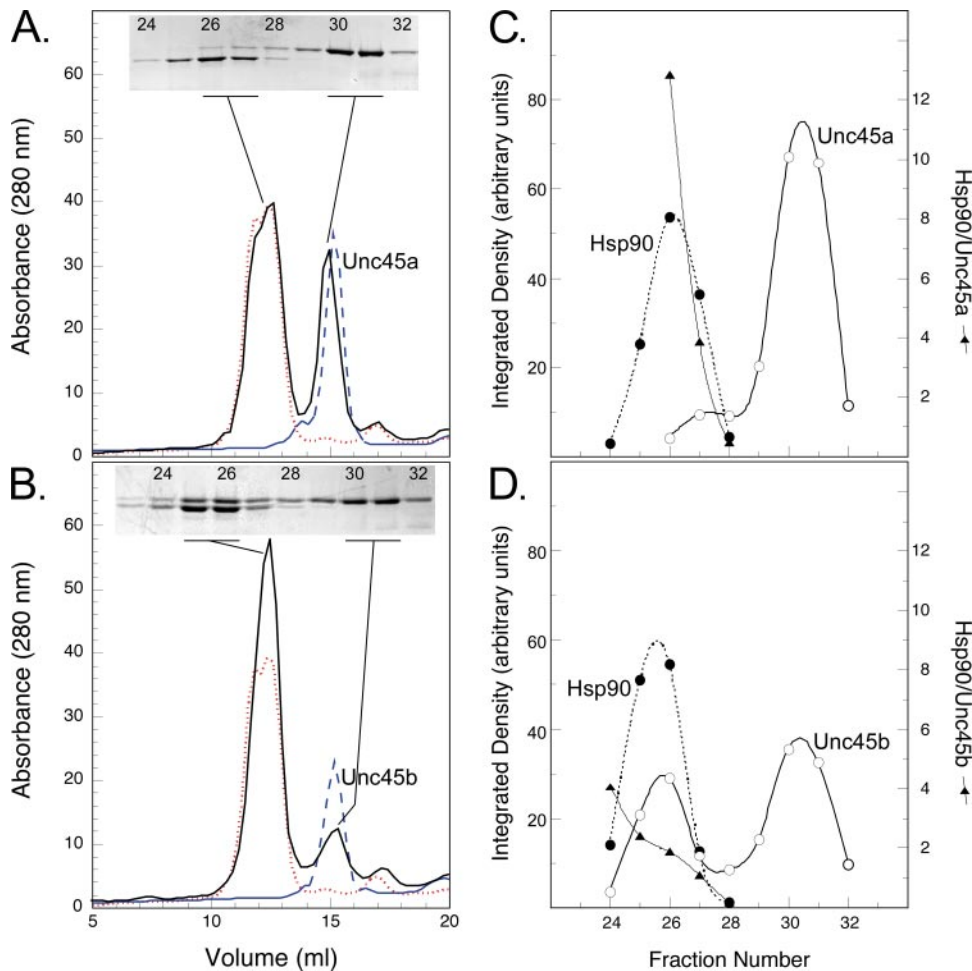 A.
24 26 28 30 32
60
50
40
30
20
10
0
Absorbance (280 nm)
Unc45a
B.
24 26 28 30 32
60
50
40
30
20
10
0
Absorbance (280 nm)
Unc45b
5 10 15 20
Volume (ml)
C.
80
60
40
20
Integrated Density (arbitrary units)
Hsp90
Unc45a
12
10
8
6
4
2
Hsp90/Unc45a
D.
80
60
40
20
Integrated Density (arbitrary units)
Hsp90
Unc45b
12
10
8
6
4
2
Hsp90/Unc45b
24 26 28 30 32
Fraction Number